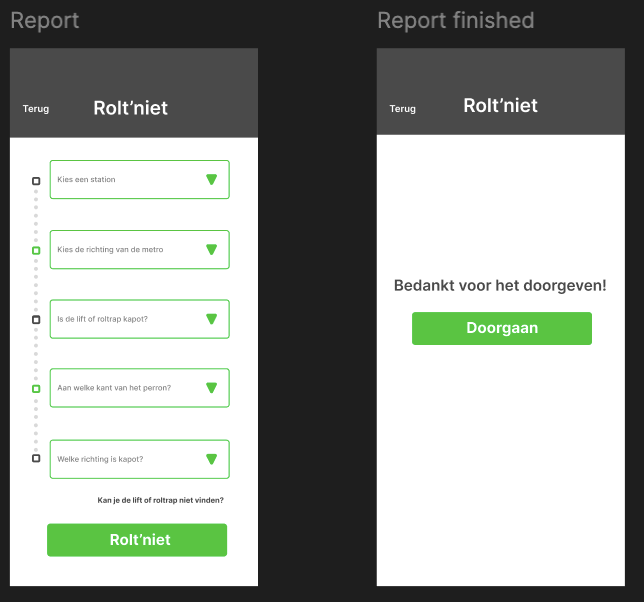 Report
Terug
Rolt’niet
Kies een station
Kies de richting van de metro
Is de lift of roltrap kapot?
Aan welke kant van het perron?
Welke richting is kapot?
Kan je de lift of roltrap niet vinden?
Rolt’niet
Report finished
Terug
Rolt’niet
Bedankt voor het doorgeven!
Doorgaan